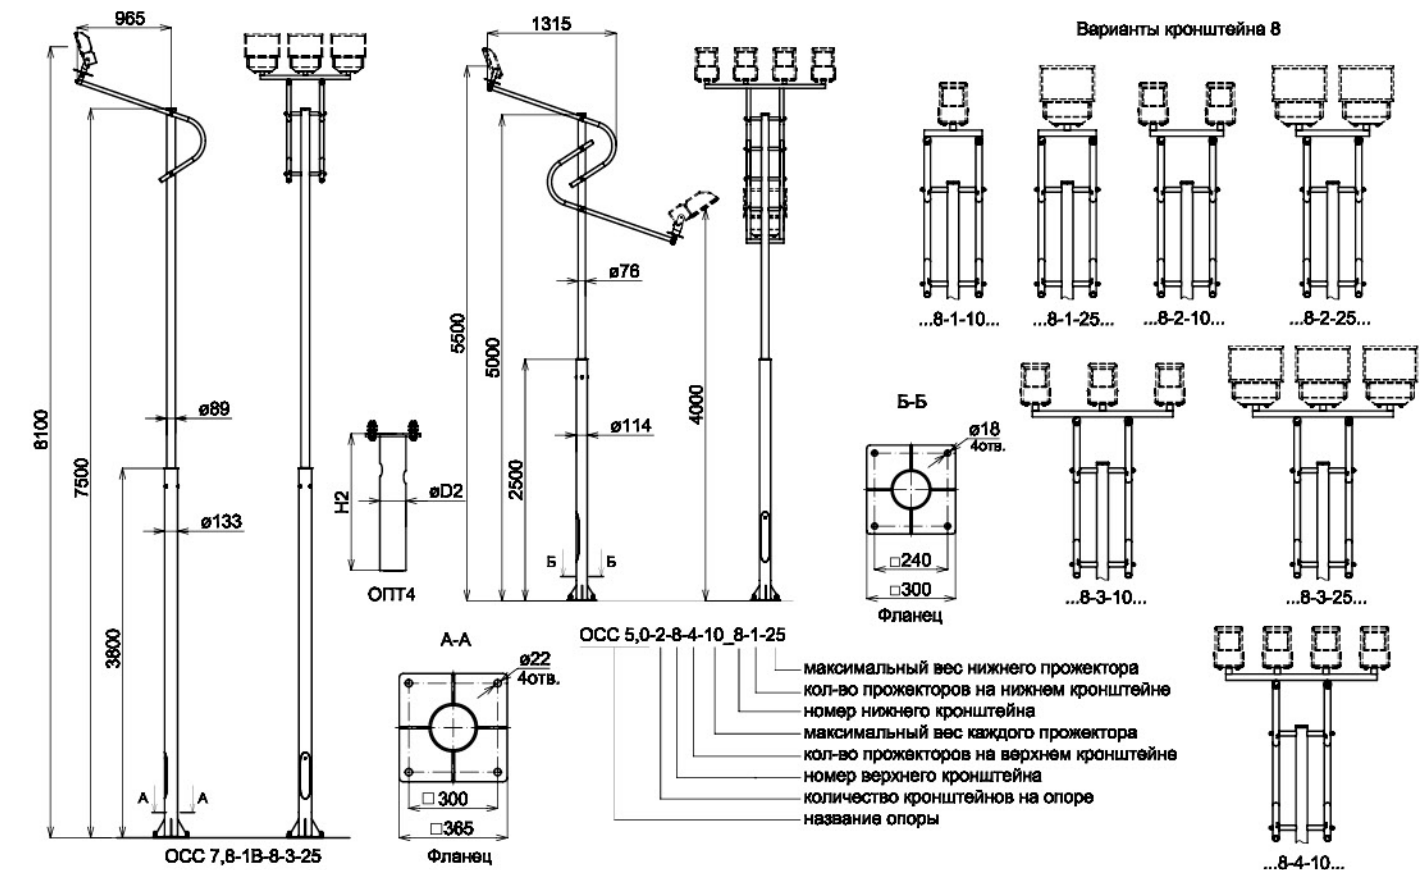 965
8100
7500
3800
ø89
ø133
А
А
ОСС 7,8-1В-8-3-25
H2
øD2
ОПТ4
А-А
ø22
4отв.
□300
□365
Фланец
1315
5500
5000
2500
4000
ø76
ø114
Б
Б
ОСС 5,0-2-8-4-10_8-1-25
максимальный вес нижнего прожектора
кол-во прожекторов на нижнем кронштейне
номер нижнего кронштейна
максимальный вес каждого прожектора
кол-во прожекторов на верхнем кронштейне
номер верхнего кронштейна
количество кронштейнов на опоре
название опоры
Б-Б
ø18
4отв.
□240
□300
Фланец
Варианты кронштейна 8
...8-1-10...
...8-1-25...
...8-2-10...
...8-2-25...
...8-3-10...
...8-3-25...
...8-4-10...